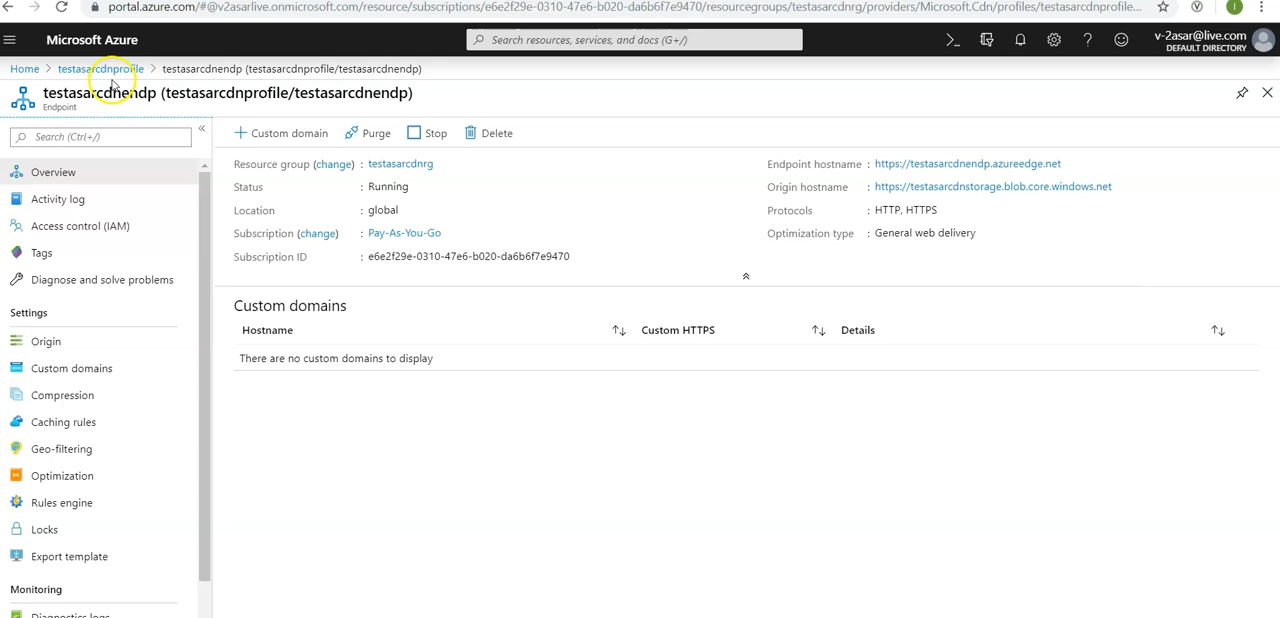 portal.azure.com/#@v2asarlive.onmicrosoft.com/resource/subscriptions/e6e2f29e-0310-47e6-b020-da6b6f7e9470/resourcegroups/testasarcdnrg/providers/Microsoft.Cdn/profiles/testasarcdnprofile...
Microsoft Azure
Search resources, services, and docs (G+/)
v-2asar@live.com
DEFAULT DIRECTORY
Home > testasarcdnprofile > testasarcdnendp (testasarcdnprofile/testasarcdnendp)
testasarcdnendp (testasarcdnprofile/testasarcdnendp)
Endpoint
Search (Ctrl+/)
Overview
Activity log
Access control (IAM)
Tags
Diagnose and solve problems
Settings
Origin
Custom domains
Compression
Caching rules
Geo-filtering
Optimization
Rules engine
Locks
Export template
Monitoring
Diagnostics logs
Custom domain Purge Stop Delete
Resource group (change) : testasarcdnrg
Status : Running
Location : global
Subscription (change) : Pay-As-You-Go
Subscription ID : e6e2f29e-0310-47e6-b020-da6b6f7e9470
Endpoint hostname : https://testasarcdnendp.azureedge.net
Origin hostname : https://testasarcdnstorage.blob.core.windows.net
Protocols : HTTP, HTTPS
Optimization type : General web delivery
Custom domains
Hostname Custom HTTPS Details
There are no custom domains to display